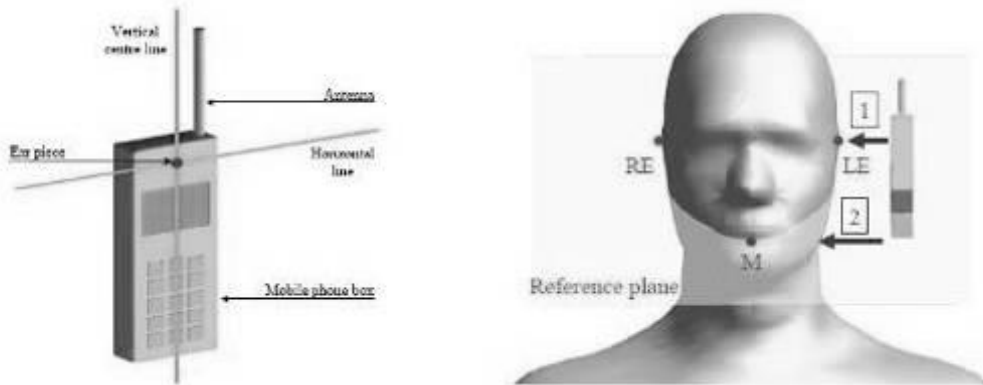 Vertical
centre line
Antenna
Ear piece
Horizontal
line
Mobile phone box
1
RE
LE
2
M
Reference plane